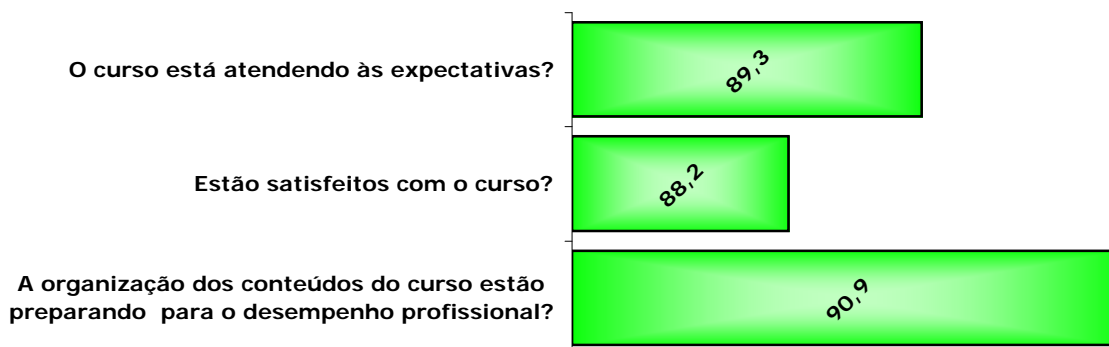 O curso está atendendo às expectativas?
89,3
Estão satisfeitos com o curso?
88,2
A organização dos conteúdos do curso estão
preparando para o desempenho profissional?
90,9